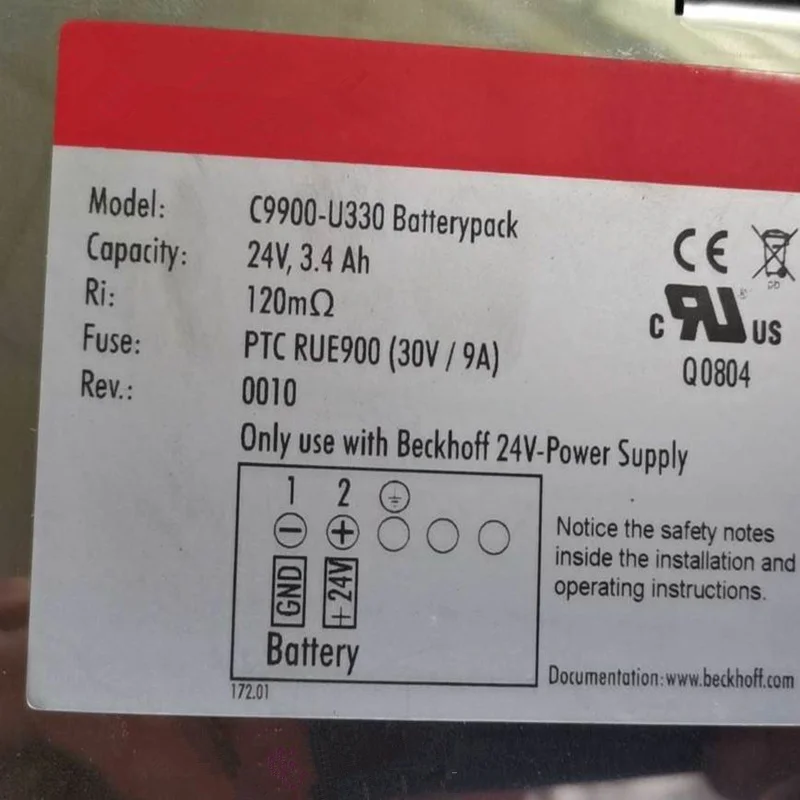 Model: C9900-U330 Batterypack
Capacity: 24V, 3.4 Ah
Ri: 120mΩ
Fuse: PTC RUE900 (30V / 9A)
Rev.: 0010
CE
c RU US
Q0804
Only use with Beckhoff 24V-Power Supply
1 2
- +
GND +24V
Battery
172.01
Notice the safety notes
inside the installation and
operating instructions.
Documentation: www.beckhoff.com